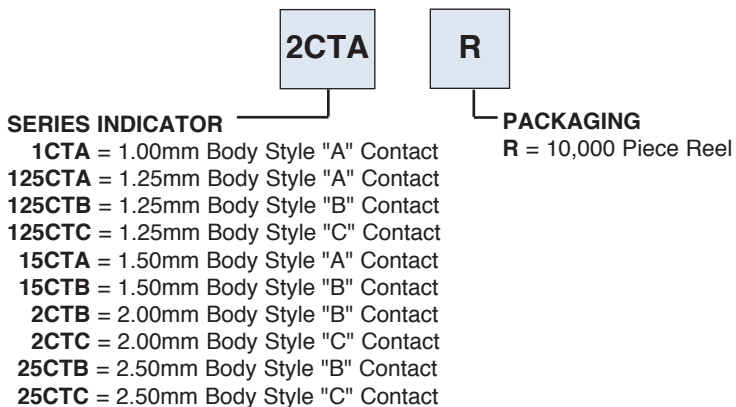 2CTA R
SERIES INDICATOR
1CTA = 1.00mm Body Style "A" Contact
125CTA = 1.25mm Body Style "A" Contact
125CTB = 1.25mm Body Style "B" Contact
125CTC = 1.25mm Body Style "C" Contact
15CTA = 1.50mm Body Style "A" Contact
15CTB = 1.50mm Body Style "B" Contact
2CTB = 2.00mm Body Style "B" Contact
2CTC = 2.00mm Body Style "C" Contact
25CTB = 2.50mm Body Style "B" Contact
25CTC = 2.50mm Body Style "C" Contact
PACKAGING
R = 10,000 Piece Reel